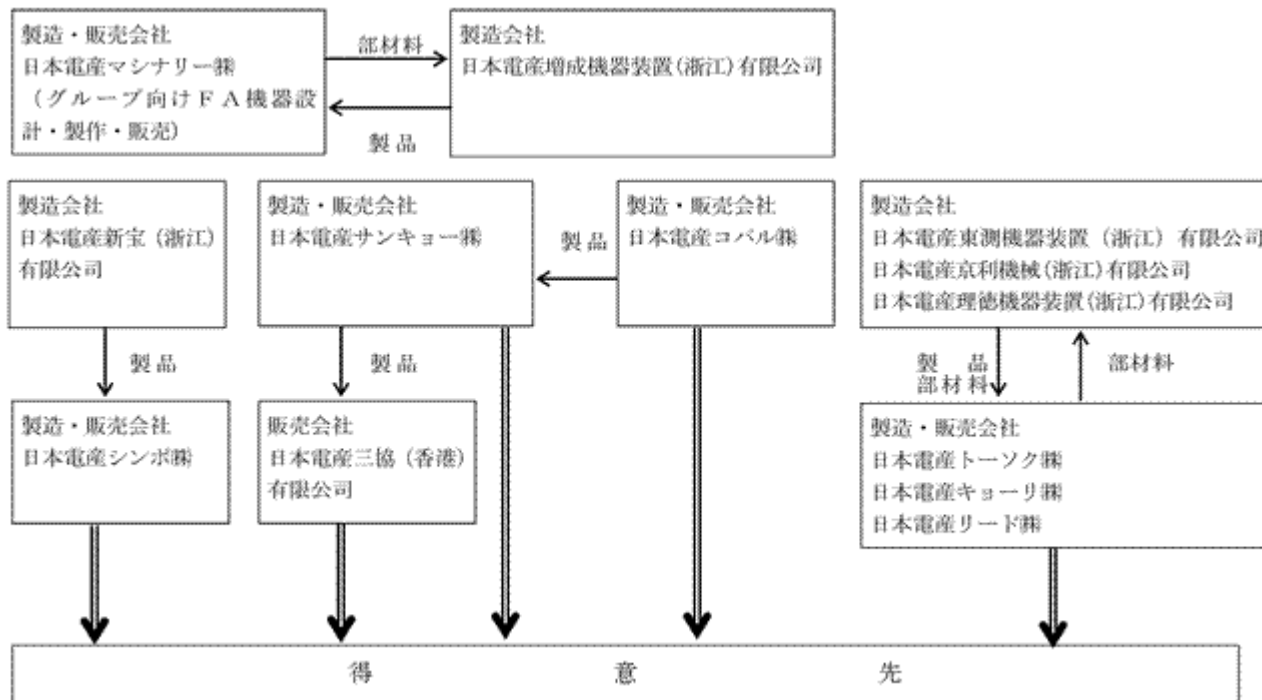 製造・販売会社
日本電産マシナリー㈱
(グループ向けＦＡ機器設
計・製作・販売)
部材料
製品
製造会社
日本電産増成機器装置(浙江)有限公司
製造会社
日本電産新宝(浙江)
有限公司
製造・販売会社
日本電産サンキョー㈱
製品
製造・販売会社
日本電産コパル㈱
製造会社
日本電産東測機器装置(浙江)有限公司
日本電産京利機械(浙江)有限公司
日本電産理徳機器装置(浙江)有限公司
製品
製品
製品
部材料
部材料
製造・販売会社
日本電産シンポ㈱
販売会社
日本電産三協(香港)
有限公司
製造・販売会社
日本電産トーソク㈱
日本電産キョーリ㈱
日本電産リード㈱
得意先